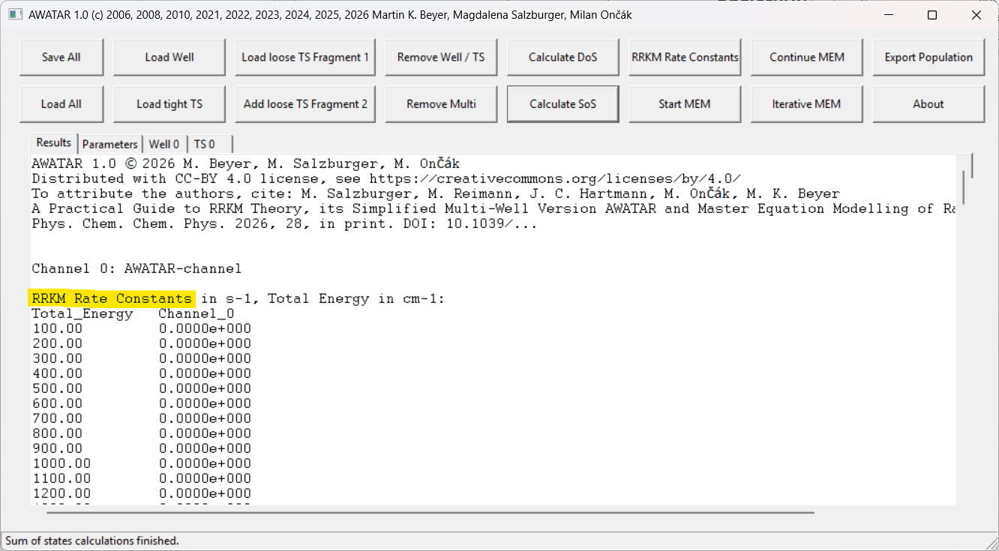 AWATAR 1.0 (c) 2006, 2008, 2010, 2021, 2022, 2023, 2024, 2025, 2026 Martin K. Beyer, Magdalena Salzburger, Milan Ončák
Save All Load Well Load loose TS Fragment 1 Remove Well / TS Calculate DoS RRKM Rate Constants Continue MEM Export Population
Load All Load tight TS Add loose TS Fragment 2 Remove Multi Calculate SoS Start MEM Iterative MEM About
Results Parameters Well 0 TS 0
AWATAR 1.0 © 2026 M. Beyer, M. Salzburger, M. Ončák
Distributed with CC-BY 4.0 license, see https://creativecommons.org/licenses/by/4.0/
To attribute the authors, cite: M. Salzburger, M. Reimann, J. C. Hartmann, M. Ončák, M. K. Beyer
A Practical Guide to RRKM Theory, its Simplified Multi-Well Version AWATAR and Master Equation Modelling of
Phys. Chem. Chem. Phys. 2026, 28, in print. DOI: 10.1039/...
Channel 0: AWATAR-channel
RRKM Rate Constants in s-1, Total Energy in cm-1:
Total_Energy Channel_0
100.00 0.0000e+000
200.00 0.0000e+000
300.00 0.0000e+000
400.00 0.0000e+000
500.00 0.0000e+000
600.00 0.0000e+000
700.00 0.0000e+000
800.00 0.0000e+000
900.00 0.0000e+000
1000.00 0.0000e+000
1100.00 0.0000e+000
1200.00 0.0000e+000
Sum of states calculations finished.